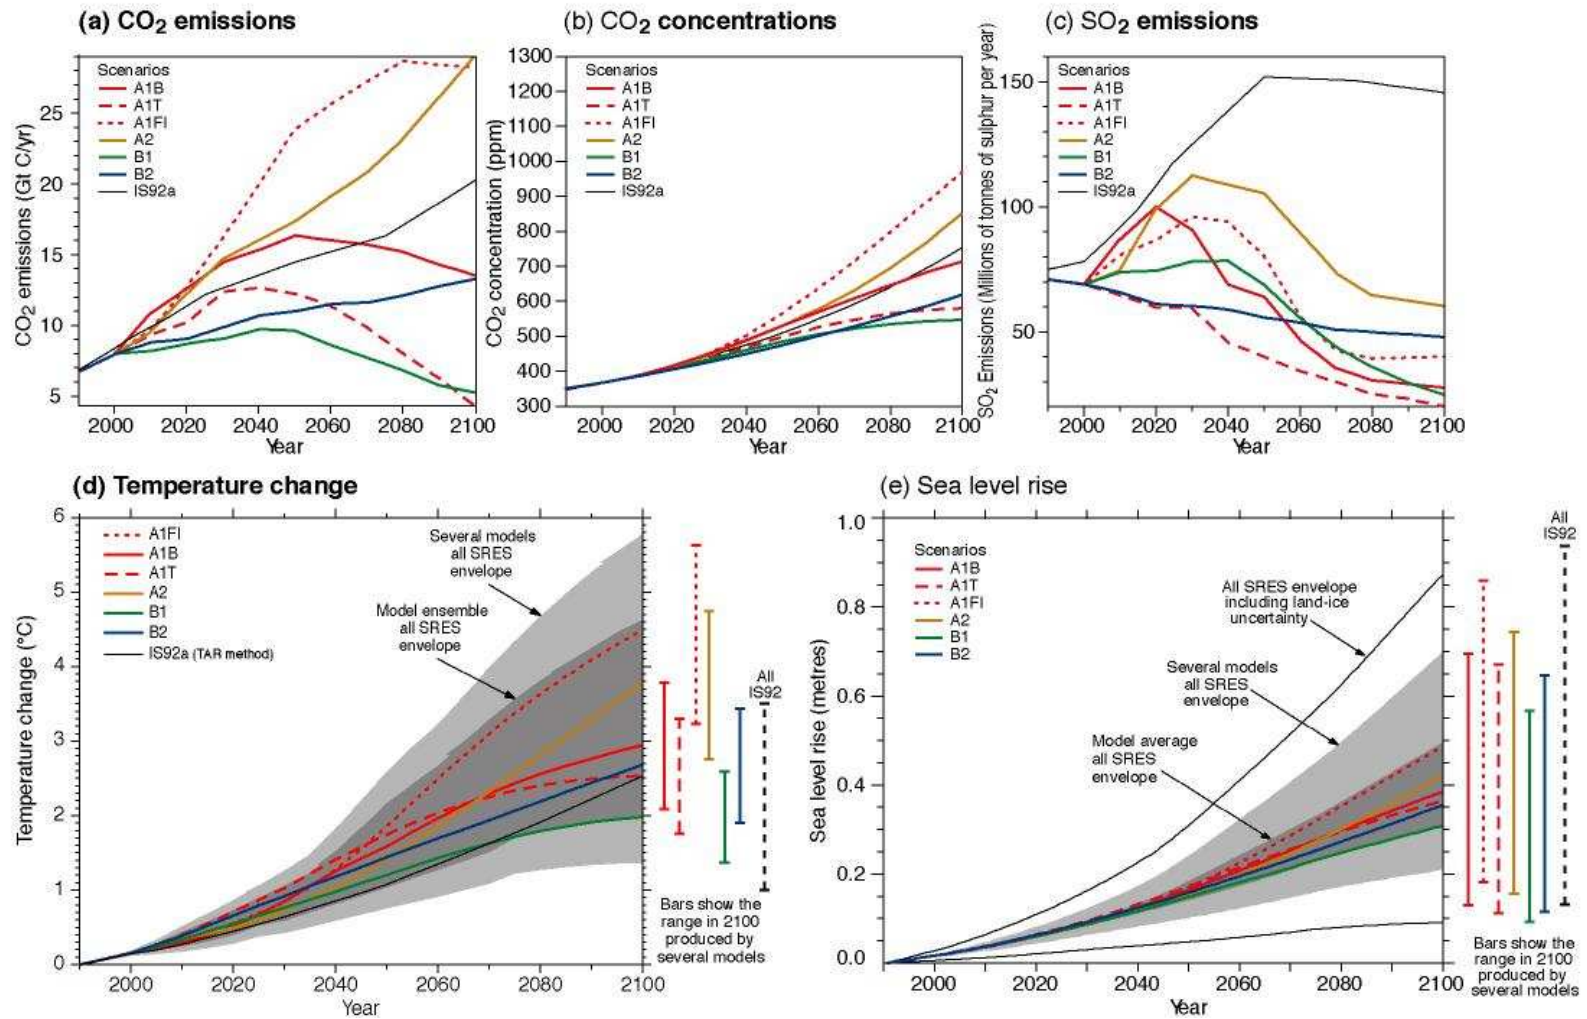 (a) CO2 emissions
CO2 emissions (Gt C/yr)
25
20
15
10
5
Scenarios
A1B
A1T
A1FI
A2
B1
B2
IS92a
2000 2020 2040 2060 2080 2100
Year
(b) CO2 concentrations
CO2 concentration (ppm)
1300
1200
1100
1000
900
800
700
600
500
400
300
Scenarios
A1B
A1T
A1FI
A2
B1
B2
IS92a
2000 2020 2040 2060 2080 2100
Year
(c) SO2 emissions
SO2 Emissions (Millions of tonnes of sulphur per year)
150
100
50
Scenarios
A1B
A1T
A1FI
A2
B1
B2
IS92a
2000 2020 2040 2060 2080 2100
Year
(d) Temperature change
Temperature change (°C)
6
5
4
3
2
1
0
A1FI
A1B
A1T
A2
B1
B2
IS92a (TAR method)
Several models
all SRES
envelope
Model ensemble
all SRES
envelope
2000 2020 2040 2060 2080 2100
Year
All
IS92
Bars show the
range in 2100
produced by
several models
(e) Sea level rise
Sea level rise (metres)
1.0
0.8
0.6
0.4
0.2
0.0
Scenarios
A1B
A1T
A1FI
A2
B1
B2
All SRES envelope
including land-ice
uncertainty
Several models
all SRES
envelope
Model average
all SRES
envelope
2000 2020 2040 2060 2080 2100
Year
All
IS92
Bars show the
range in 2100
produced by
several models